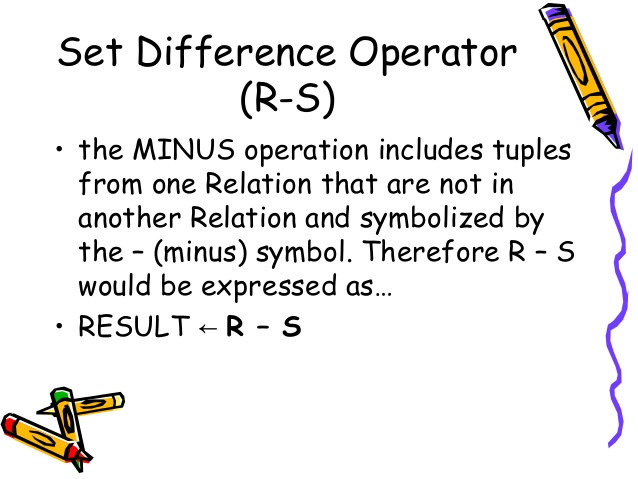 Set Difference Operator
(R-S)
• the MINUS operation includes tuples
from one Relation that are not in
another Relation and symbolized by
the – (minus) symbol. Therefore R – S
would be expressed as…
• RESULT ← R – S